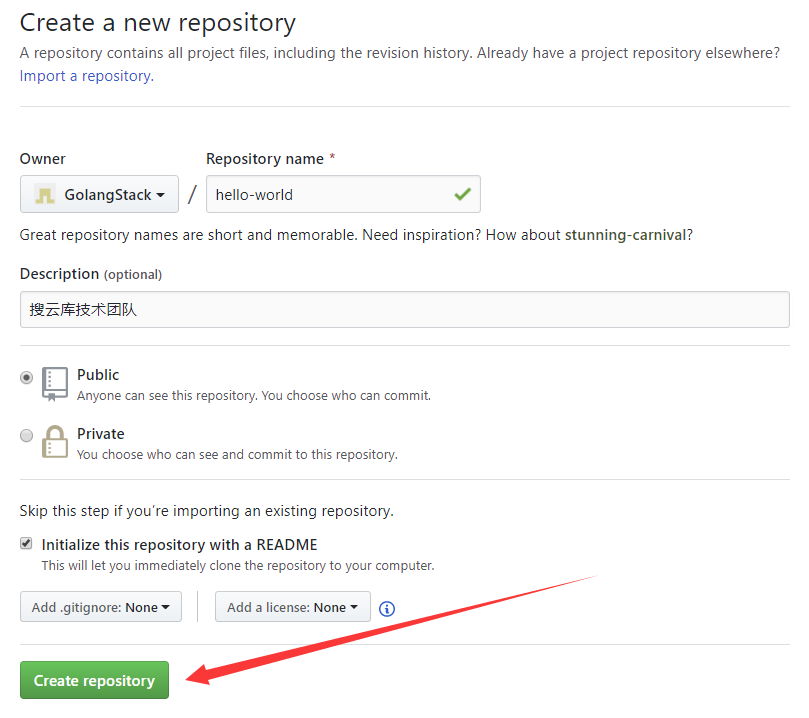 Create a new repository
A repository contains all project files, including the revision history. Already have a project repository elsewhere?
Import a repository.
Owner
Repository name *
GolangStack
/
hello-world
Great repository names are short and memorable. Need inspiration? How about stunning-carnival?
Description (optional)
搜云库技术团队
Public
Anyone can see this repository. You choose who can commit.
Private
You choose who can see and commit to this repository.
Skip this step if you’re importing an existing repository.
Initialize this repository with a README
This will let you immediately clone the repository to your computer.
Add .gitignore: None
Add a license: None
Create repository